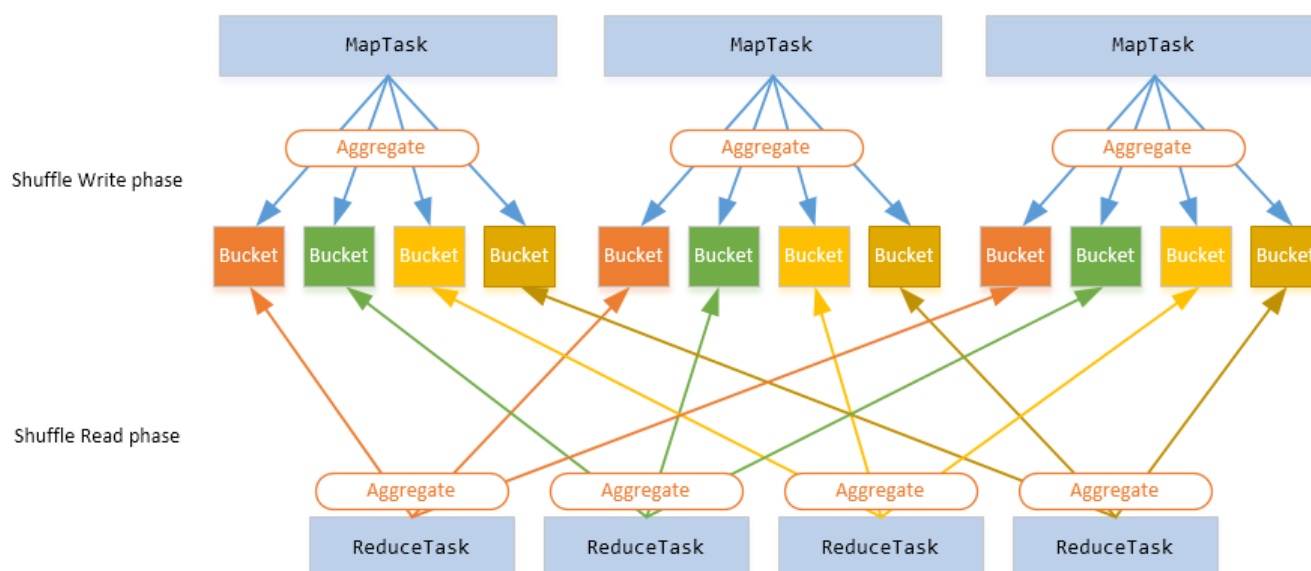 MapTask
MapTask
MapTask
Aggregate
Aggregate
Aggregate
Shuffle Write phase
Bucket
Bucket
Bucket
Bucket
Bucket
Bucket
Bucket
Bucket
Bucket
Bucket
Bucket
Bucket
Shuffle Read phase
Aggregate
Aggregate
Aggregate
Aggregate
ReduceTask
ReduceTask
ReduceTask
ReduceTask